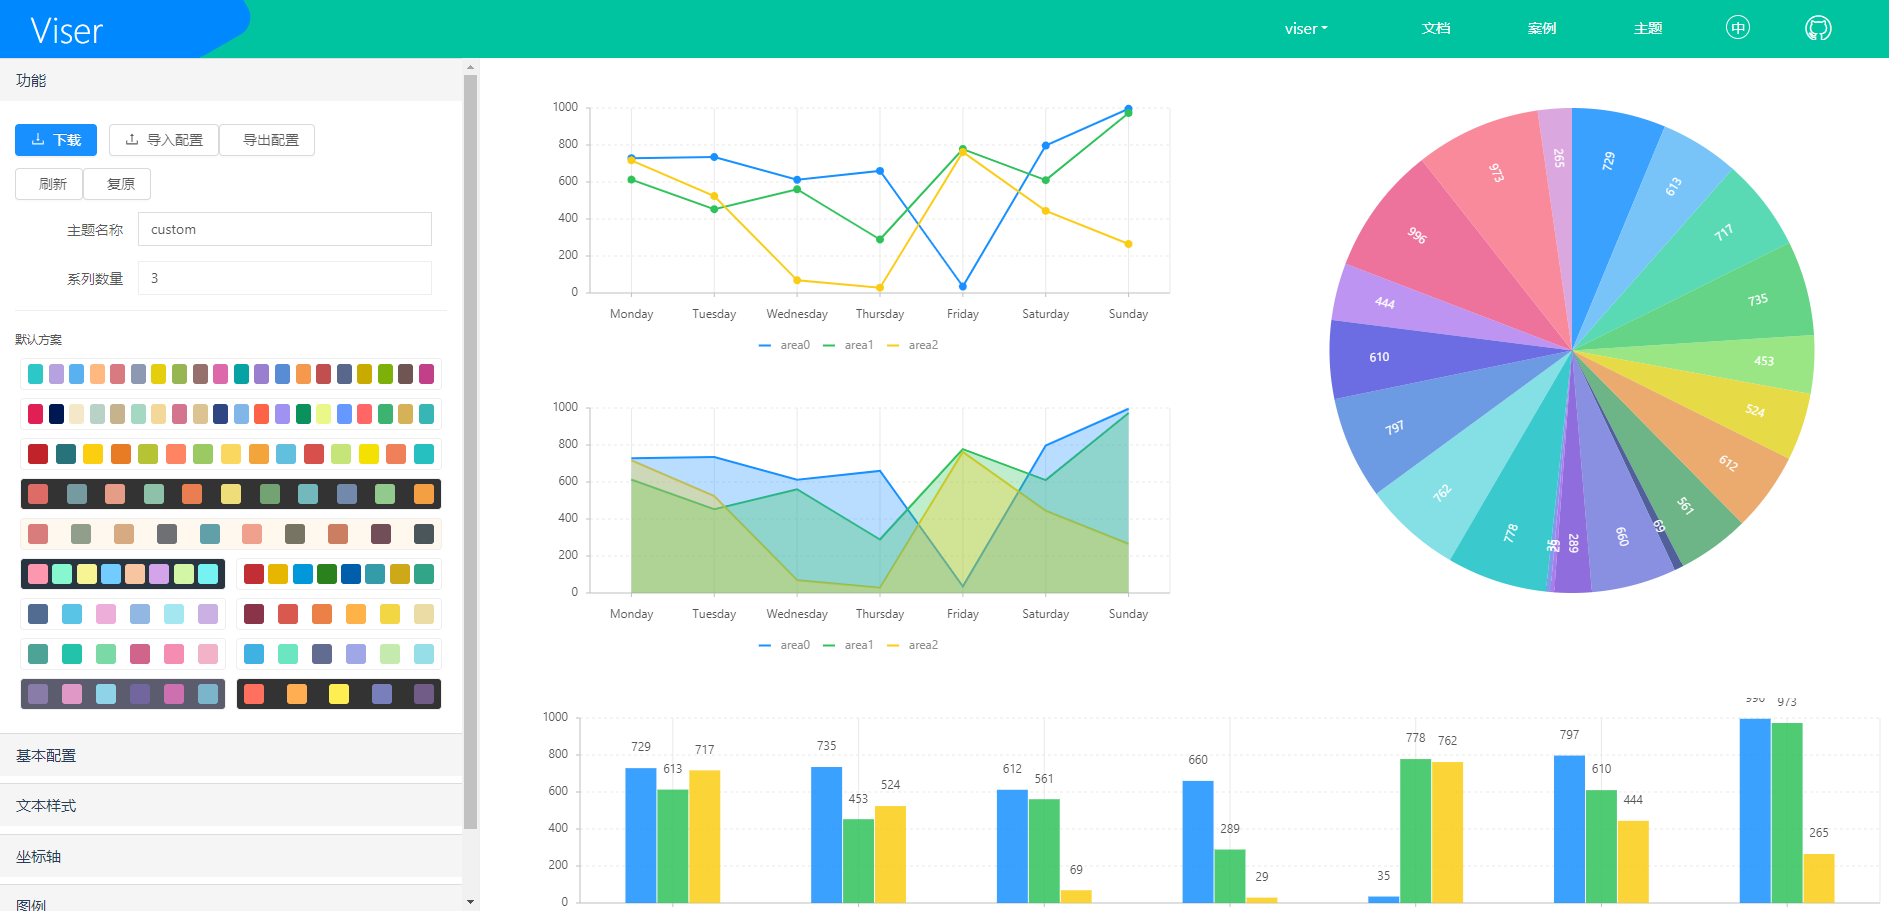 Viser
viser
文档
案例
主题
中
功能
下载
导入配置
导出配置
刷新
复原
主题名称
custom
系列数量
3
默认方案
基本配置
文本样式
坐标轴
图例
1000
800
600
400
200
0
Monday Tuesday Wednesday Thursday Friday Saturday Sunday
area0 area1 area2
1000
800
600
400
200
0
Monday Tuesday Wednesday Thursday Friday Saturday Sunday
area0 area1 area2
729
613
717
735
453
524
612
561
69
660
289
29
35
778
762
797
610
444
996
973
265
1000
800
600
400
200
0
729 613 717
735 453 524
612 561 69
660 289 29
35 778 762
797 610 444
996 973 265